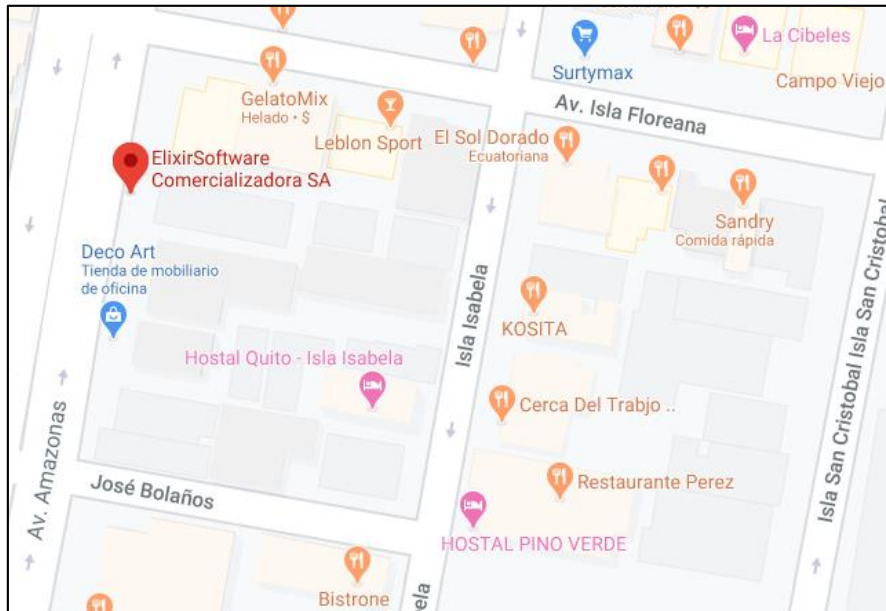 La Cibeles
Surtymax
Campo Viejo
GelatoMix
Helado • $
Av. Isla Floreana
Leblon Sport
El Sol Dorado
Ecuatoriana
ElixirSoftware
Comercializadora SA
Sandry
Comida rápida
Deco Art
Tienda de mobiliario
de oficina
Isla Isabela
KOSITA
Hostal Quito - Isla Isabela
Cerca Del Trabjo ..
Isla San Cristobal Isla San Cristobal
Av. Amazonas
José Bolaños
Restaurante Perez
HOSTAL PINO VERDE
Bistrone
bela